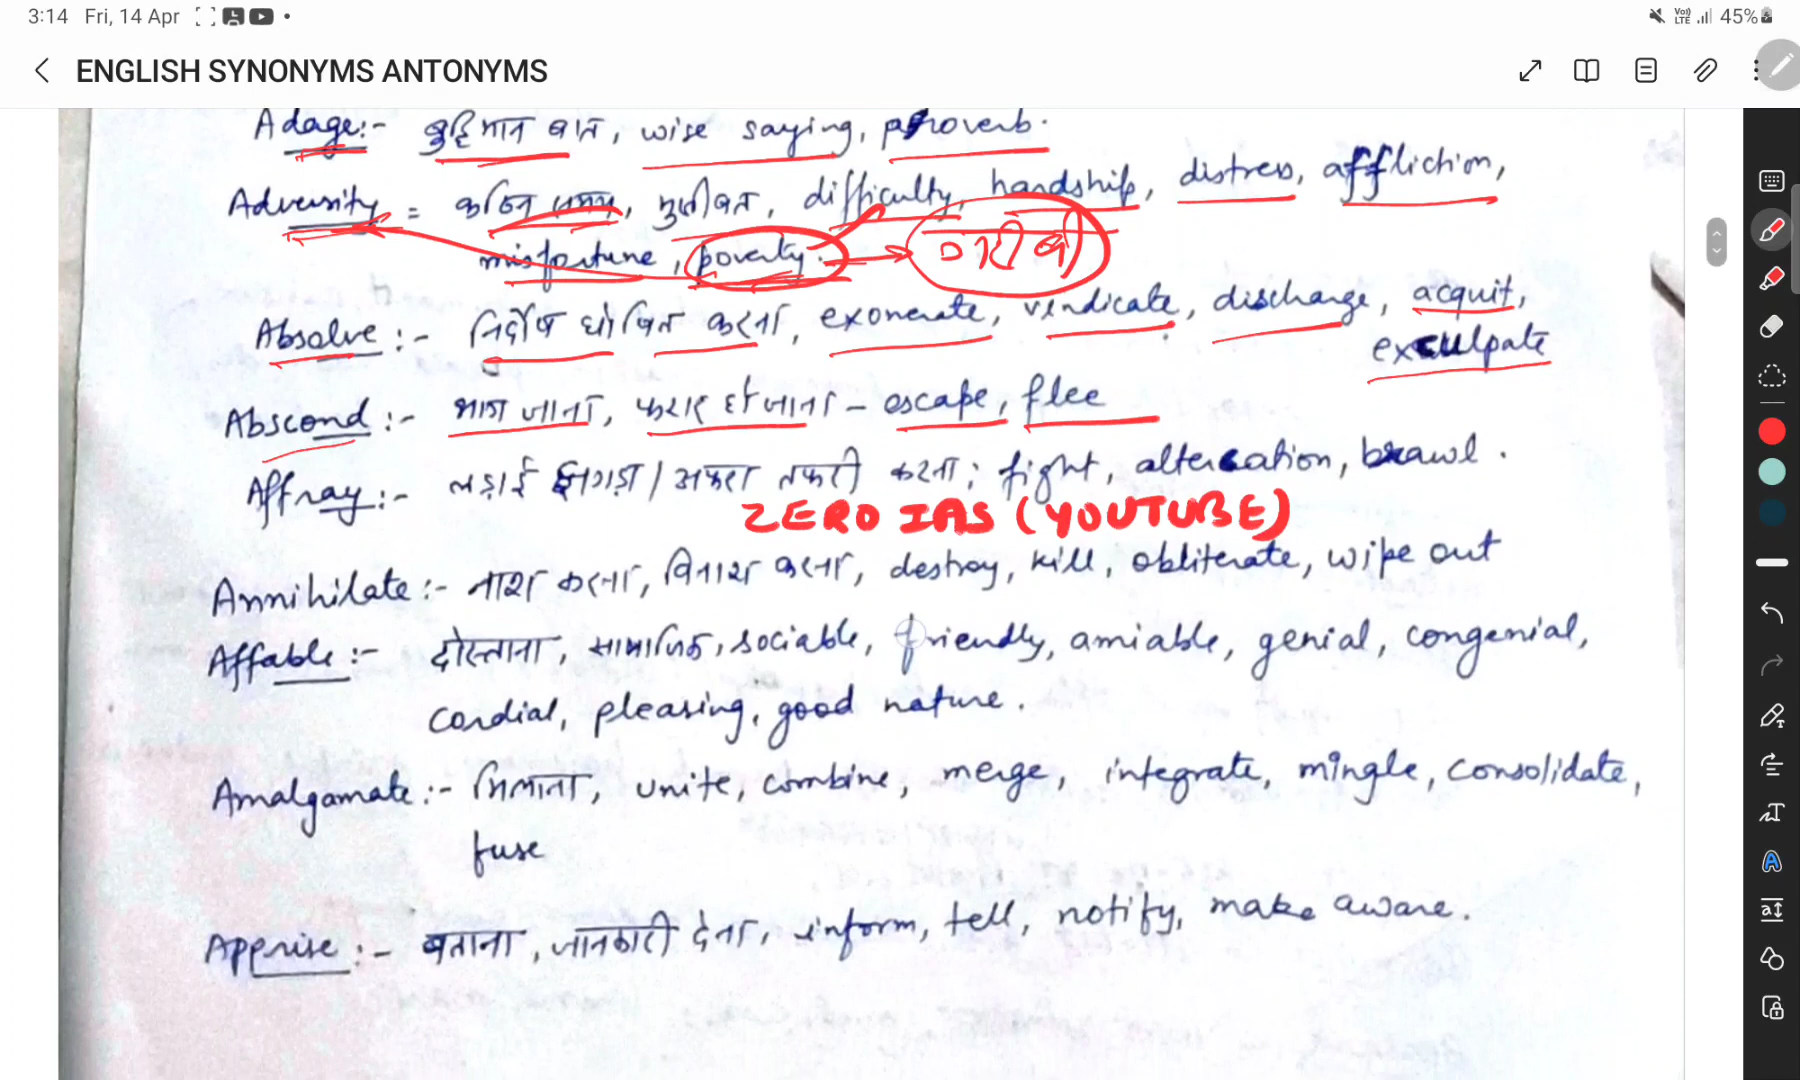 3:14 Fri, 14 Apr 45%
ENGLISH SYNONYMS ANTONYMS
Adage:- बुद्धिमान बात, wise saying, proverb.
Adversity = कठिन समय, मुसीबत, difficulty, hardship, distress, affliction,
misfortune, poverty. → गरीबी
Absolve:- निर्दोष घोषित करना, exonerate, vindicate, discharge, acquit,
exculpate
Abscond:- भाग जाना, फरार हो जाना - escape, flee
Affray:- लड़ाई झगड़ा / अफरा तफरी करना; fight, altercation, brawl.
ZERO IAS (YOUTUBE)
Annihilate:- नाश करना, विनाश करना, destroy, kill, obliterate, wipe out
Affable:- दोस्ताना, सामाजिक, sociable, friendly, amiable, genial, congenial,
cordial, pleasing, good nature.
Amalgamate:- मिलाना, unite, combine, merge, integrate, mingle, consolidate,
fuse
Apprise:- बताना, जानकारी देना, inform, tell, notify, make aware.